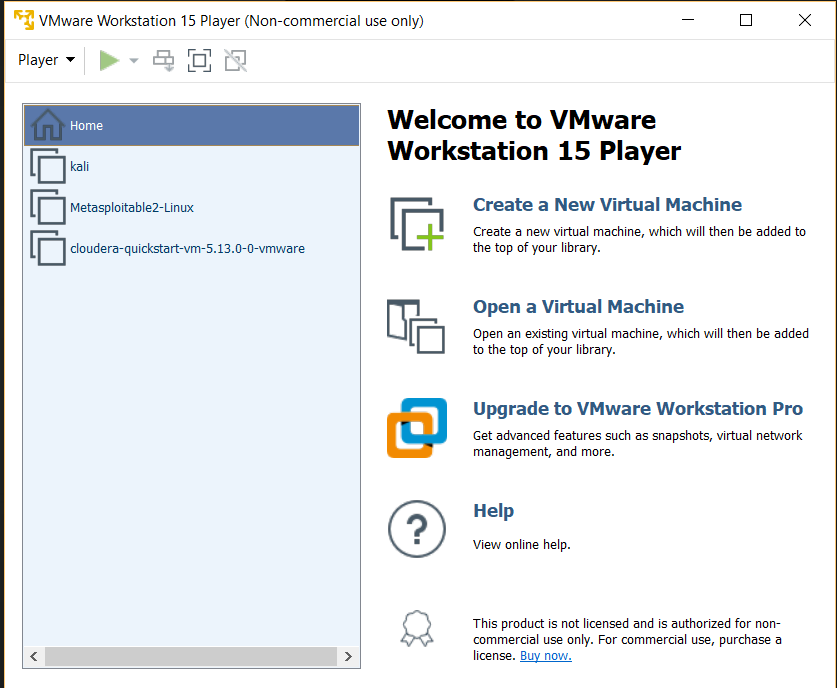 VMware Workstation 15 Player (Non-commercial use only)
Player
Home
kali
Metasploitable2-Linux
cloudera-quickstart-vm-5.13.0-0-vmware
Welcome to VMware
Workstation 15 Player
Create a New Virtual Machine
Create a new virtual machine, which will then be added to
the top of your library.
Open a Virtual Machine
Open an existing virtual machine, which will then be added
to the top of your library.
Upgrade to VMware Workstation Pro
Get advanced features such as snapshots, virtual network
management, and more.
?
Help
View online help.
This product is not licensed and is authorized for non-
commercial use only. For commercial use, purchase a
license. Buy now.